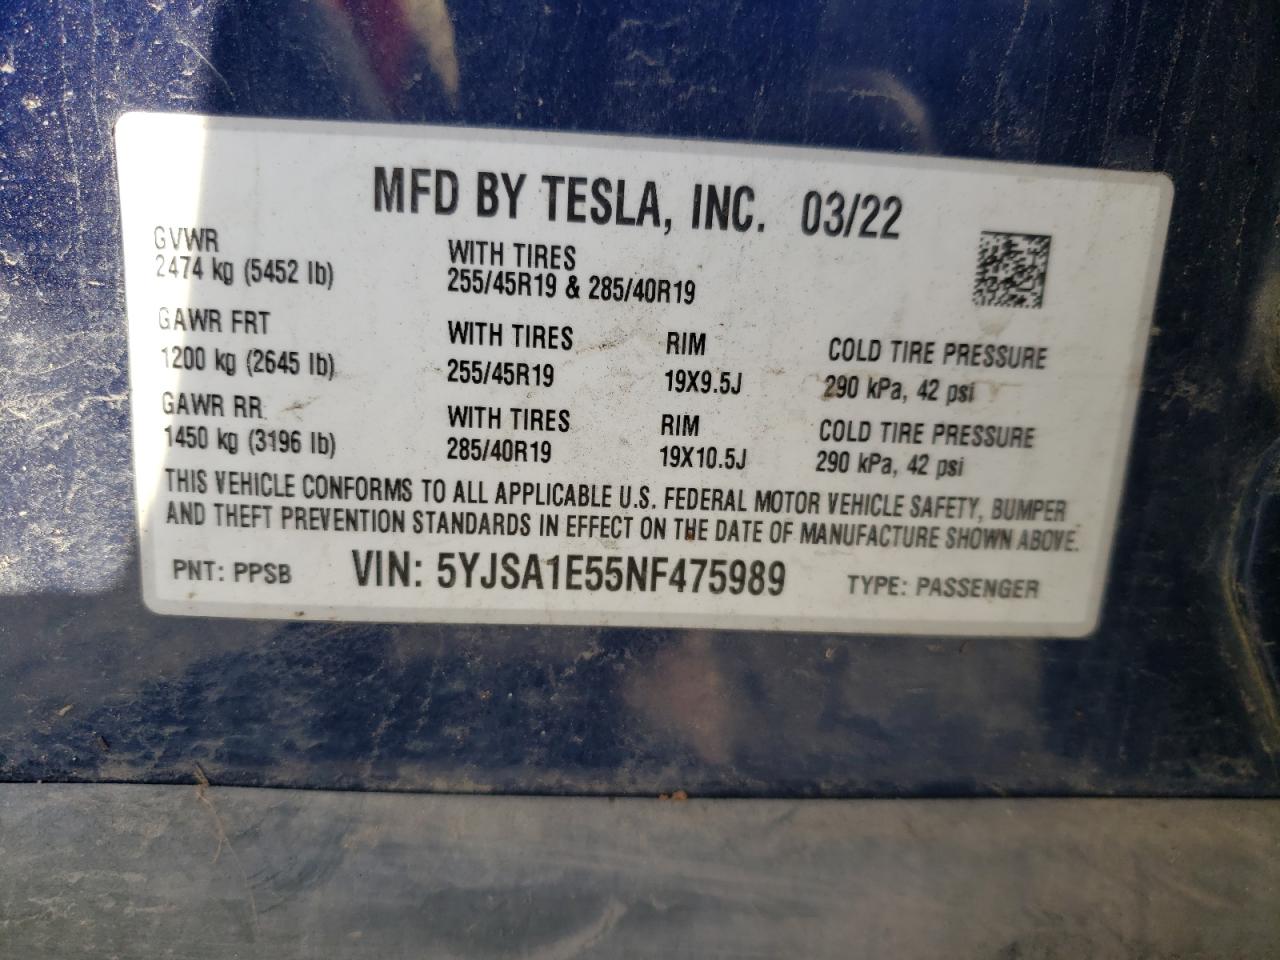 MFD BY TESLA, INC. 03/22
GVWR
2474 kg (5452 lb)
WITH TIRES
255/45R19 & 285/40R19
GAWR FRT
1200 kg (2645 lb)
WITH TIRES
255/45R19
RIM
19X9.5J
COLD TIRE PRESSURE
290 kPa, 42 psi
GAWR RR
1450 kg (3196 lb)
WITH TIRES
285/40R19
RIM
19X10.5J
COLD TIRE PRESSURE
290 kPa, 42 psi
THIS VEHICLE CONFORMS TO ALL APPLICABLE U.S. FEDERAL MOTOR VEHICLE SAFETY, BUMPER
AND THEFT PREVENTION STANDARDS IN EFFECT ON THE DATE OF MANUFACTURE SHOWN ABOVE.
PNT: PPSB VIN: 5YJSA1E55NF475989 TYPE: PASSENGER